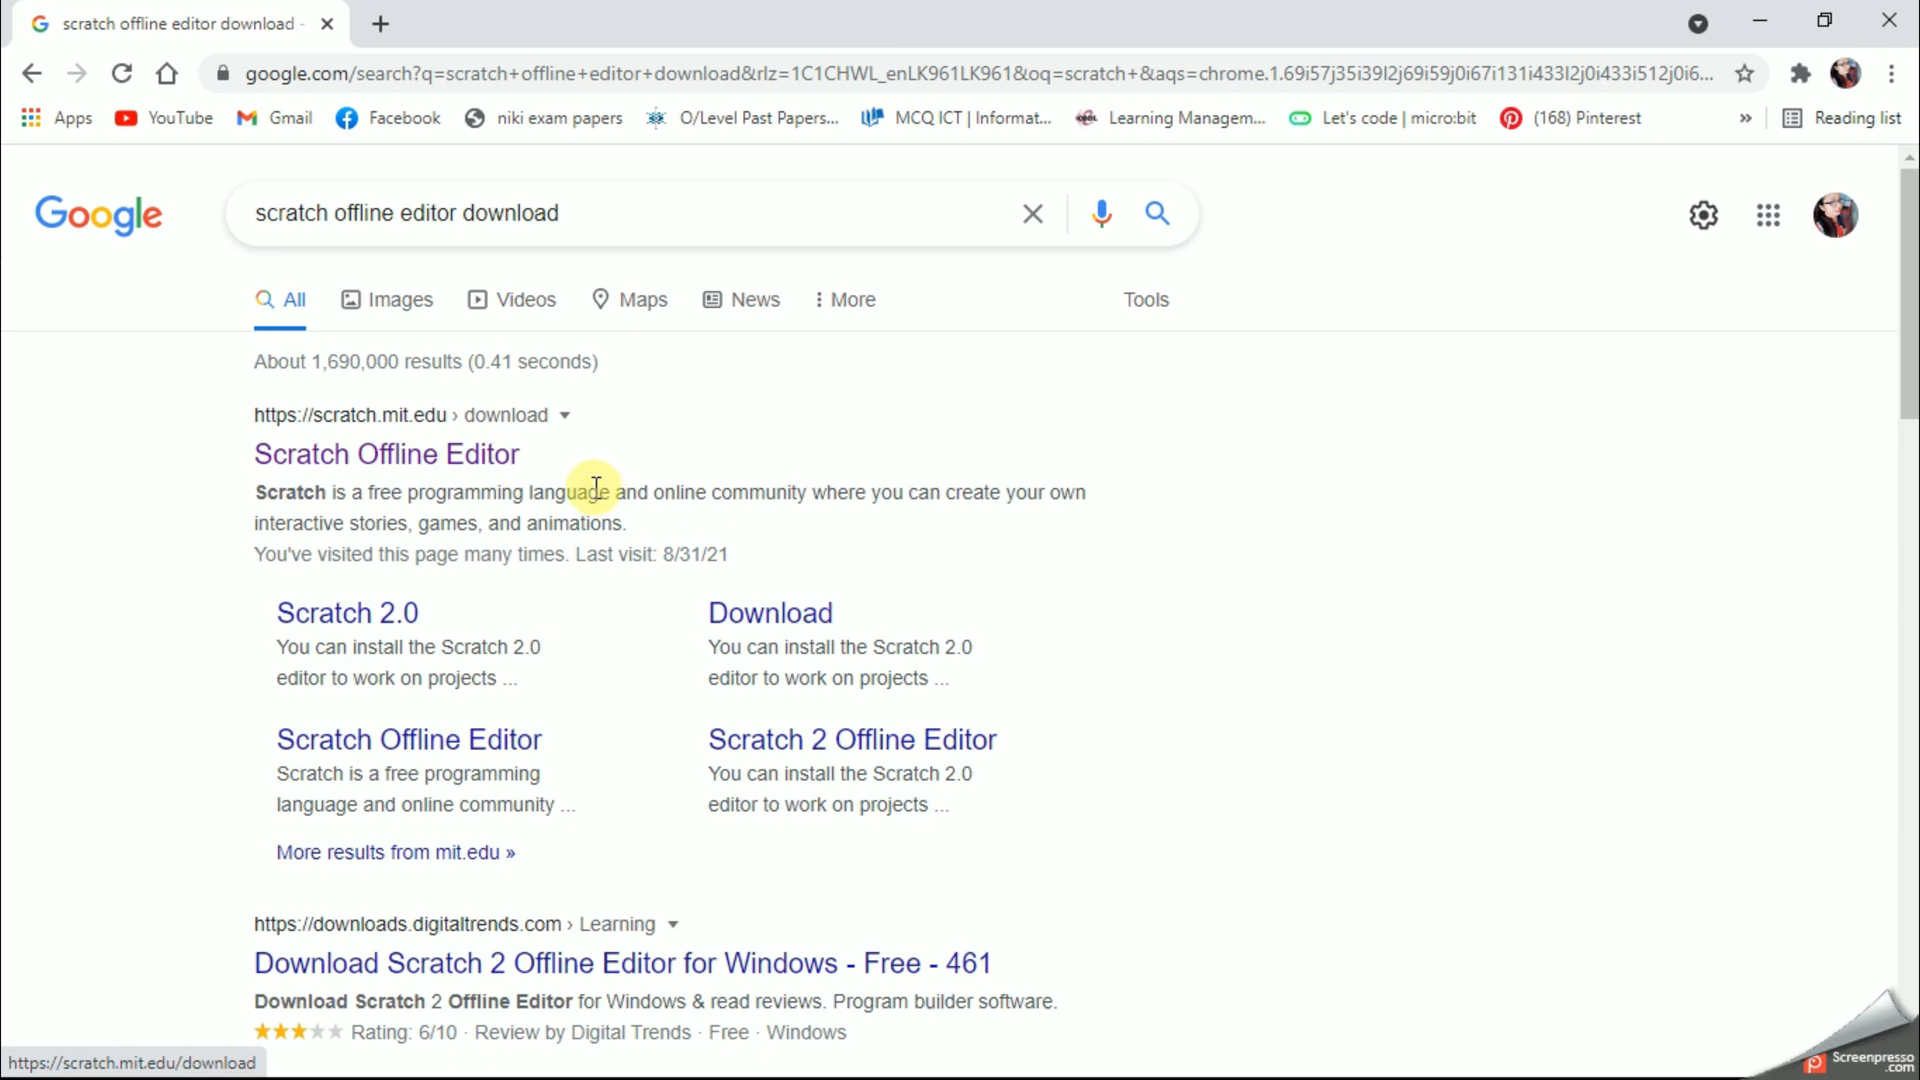 scratch offline editor download -
google.com/search?q=scratch+offline+editor+download&rlz=1C1CHWL_enLK961LK961&oq=scratch+&aqs=chrome.1.69i57j35i39l2j69i59j0i67i131i433l2j0i433i512j0i6...
Apps YouTube Gmail Facebook niki exam papers O/Level Past Papers... MCQ ICT | Informat... Learning Managem... Let's code | micro:bit (168) Pinterest » Reading list
Google scratch offline editor download
All Images Videos Maps News More Tools
About 1,690,000 results (0.41 seconds)
https://scratch.mit.edu › download
Scratch Offline Editor
Scratch is a free programming language and online community where you can create your own
interactive stories, games, and animations.
You've visited this page many times. Last visit: 8/31/21
Scratch 2.0
You can install the Scratch 2.0
editor to work on projects ...
Download
You can install the Scratch 2.0
editor to work on projects ...
Scratch Offline Editor
Scratch is a free programming
language and online community ...
Scratch 2 Offline Editor
You can install the Scratch 2.0
editor to work on projects ...
More results from mit.edu »
https://downloads.digitaltrends.com › Learning
Download Scratch 2 Offline Editor for Windows - Free - 461
Download Scratch 2 Offline Editor for Windows & read reviews. Program builder software.
Rating: 6/10 · Review by Digital Trends · Free · Windows
https://scratch.mit.edu/download
Screenpresso
.com